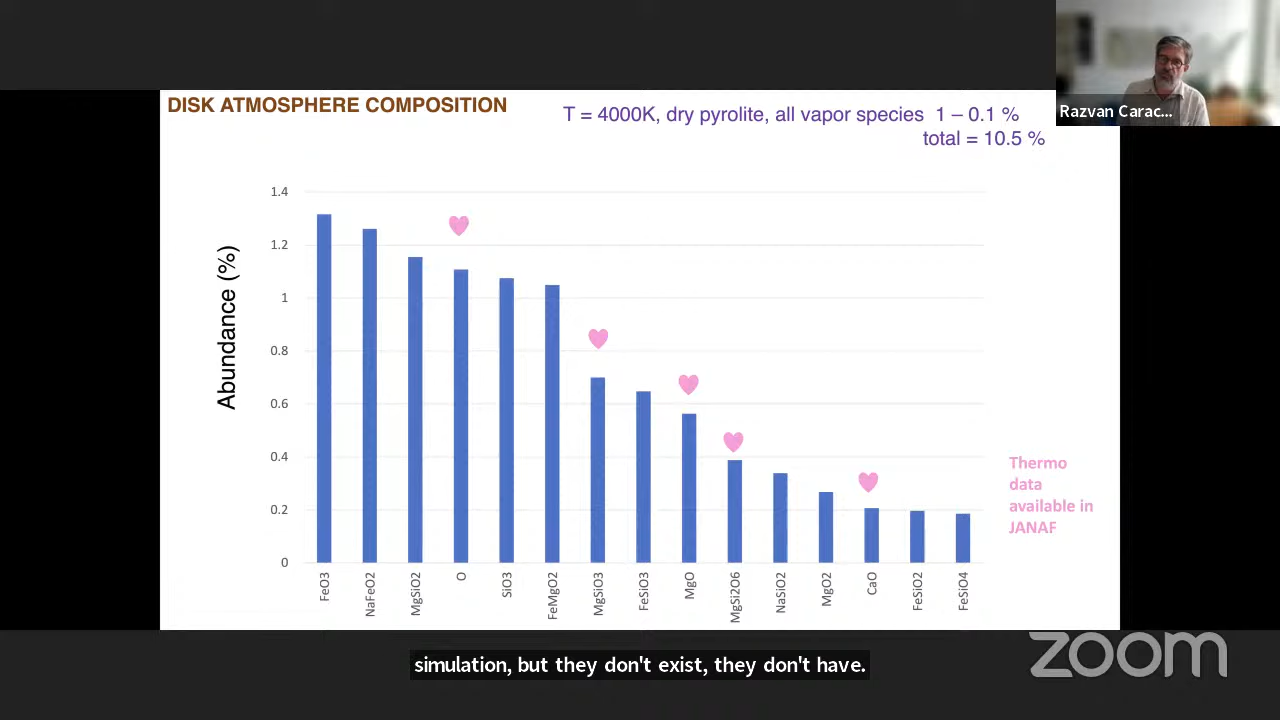 DISK ATMOSPHERE COMPOSITION
T = 4000K, dry pyrolite, all vapor species 1 – 0.1 %
total = 10.5 %
Razvan Carac...
Abundance (%)
1.4
1.2
1
0.8
0.6
0.4
0.2
0
FeO3
NaFeO2
MgSiO2
O
SiO3
FeMgO2
MgSiO3
FeSiO3
MgO
MgSi2O6
NaSiO2
MgO2
CaO
FeSiO2
FeSiO4
Thermo
data
available in
JANAF
simulation, but they don't exist, they don't have.
zoom